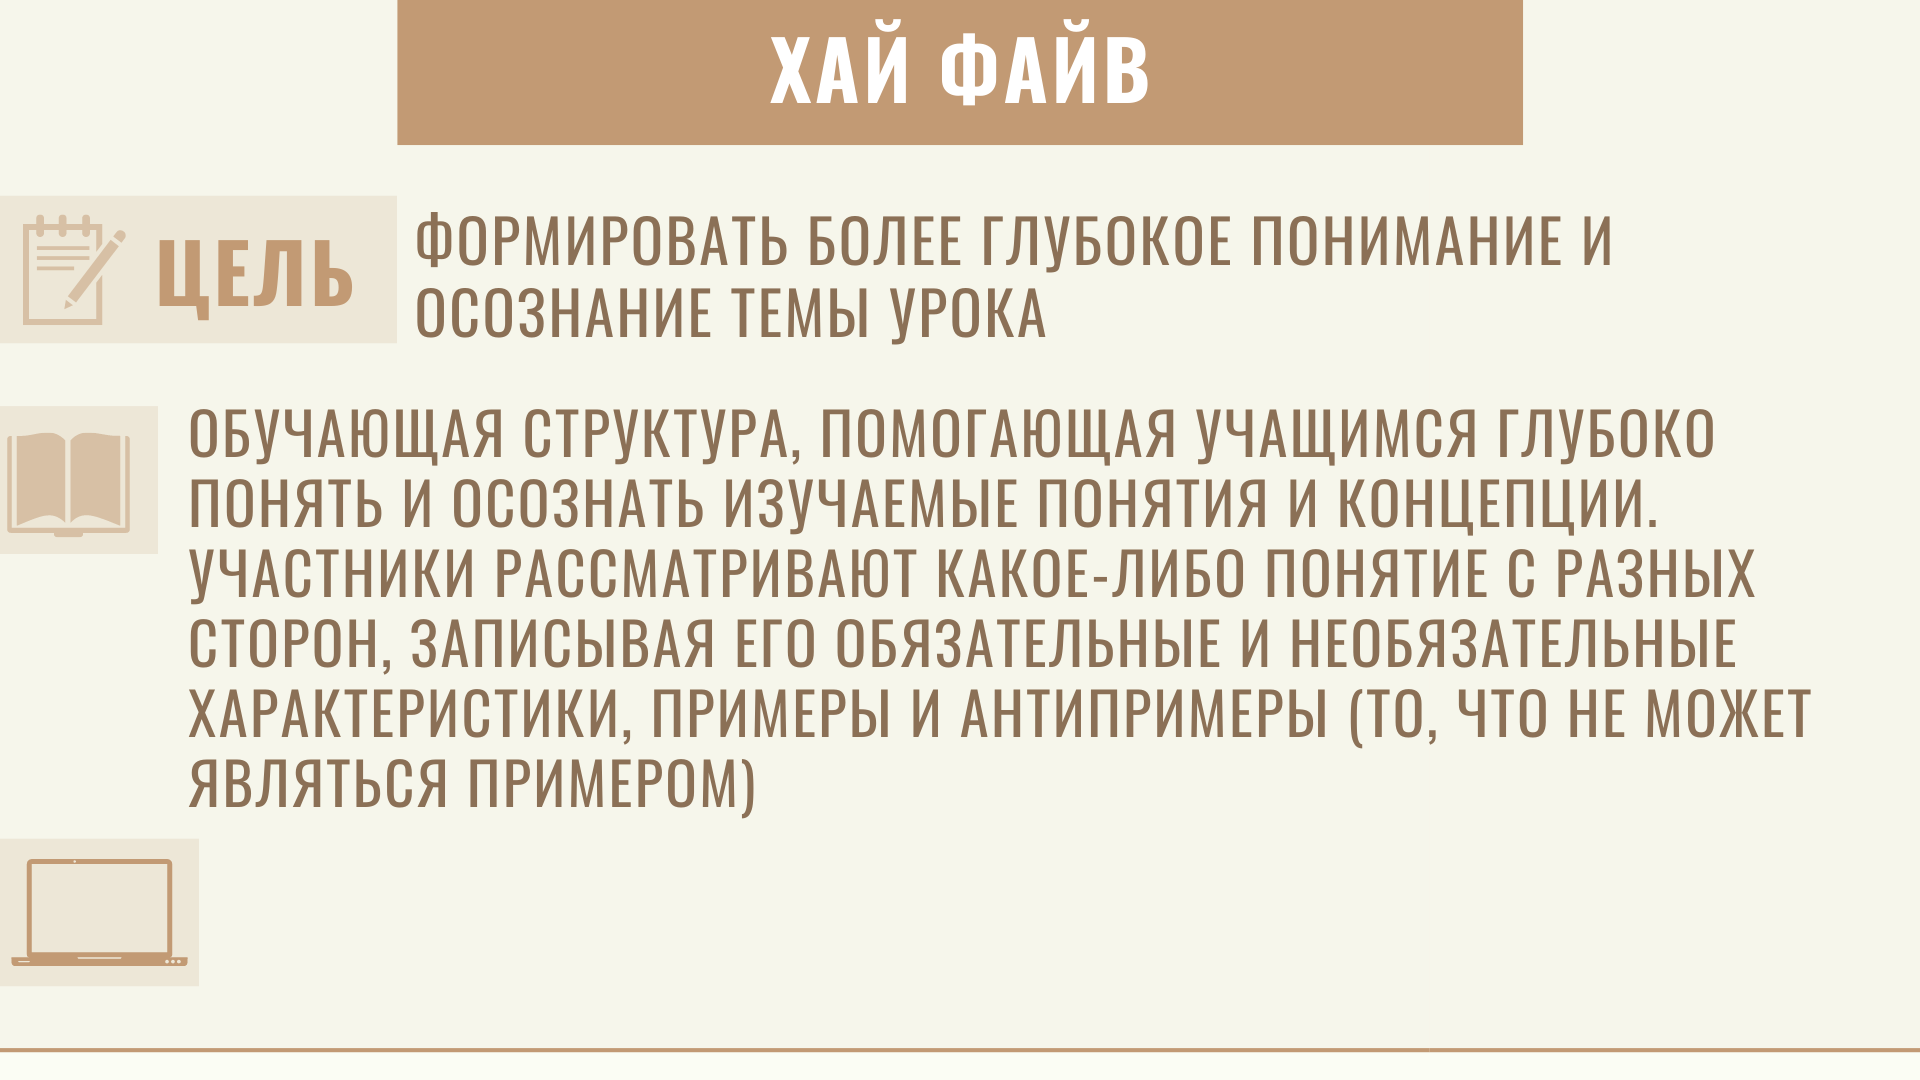 ХАЙ ФАЙВ
ЦЕЛЬ
ФОРМИРОВАТЬ БОЛЕЕ ГЛУБОКОЕ ПОНИМАНИЕ И
ОСОЗНАНИЕ ТЕМЫ УРОКА
ОБУЧАЮЩАЯ СТРУКТУРА, ПОМОГАЮЩАЯ УЧАЩИМСЯ ГЛУБОКО
ПОНЯТЬ И ОСОЗНАТЬ ИЗУЧАЕМЫЕ ПОНЯТИЯ И КОНЦЕПЦИИ.
УЧАСТНИКИ РАССМАТРИВАЮТ КАКОЕ-ЛИБО ПОНЯТИЕ С РАЗНЫХ
СТОРОН, ЗАПИСЫВАЯ ЕГО ОБЯЗАТЕЛЬНЫЕ И НЕОБЯЗАТЕЛЬНЫЕ
ХАРАКТЕРИСТИКИ, ПРИМЕРЫ И АНТИПРИМЕРЫ (ТО, ЧТО НЕ МОЖЕТ
ЯВЛЯТЬСЯ ПРИМЕРОМ)